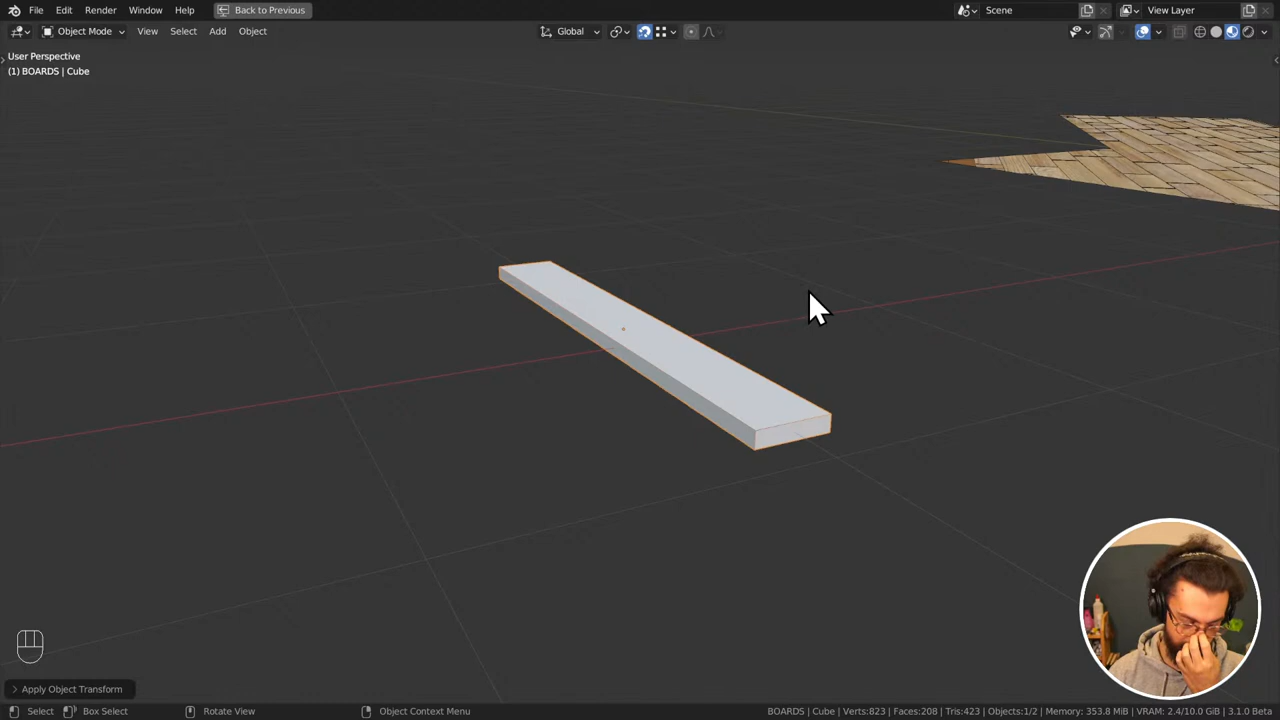 File Edit Render Window Help Back to Previous Scene View Layer
Object Mode View Select Add Object Global
User Perspective
(1) BOARDS | Cube
Apply Object Transform
Select Box Select Rotate View Object Context Menu BOARDS | Cube | Verts:823 | Faces:208 | Tris:423 | Objects:1/2 | Memory: 353.8 MiB | VRAM: 2.4/10.0 GiB | 3.1.0 Beta